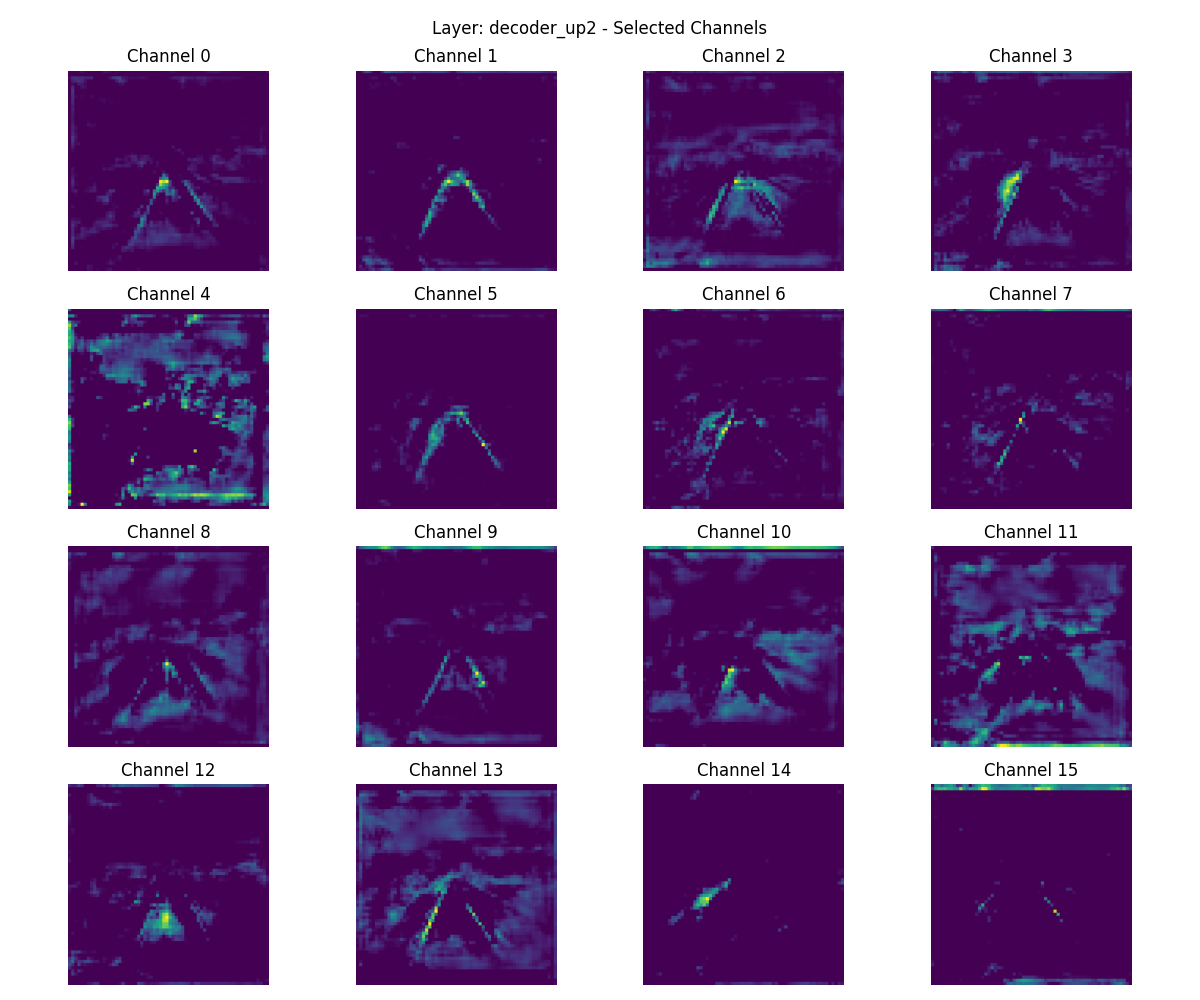 Layer: decoder_up2 - Selected Channels
Channel 0
Channel 1
Channel 2
Channel 3
Channel 4
Channel 5
Channel 6
Channel 7
Channel 8
Channel 9
Channel 10
Channel 11
Channel 12
Channel 13
Channel 14
Channel 15